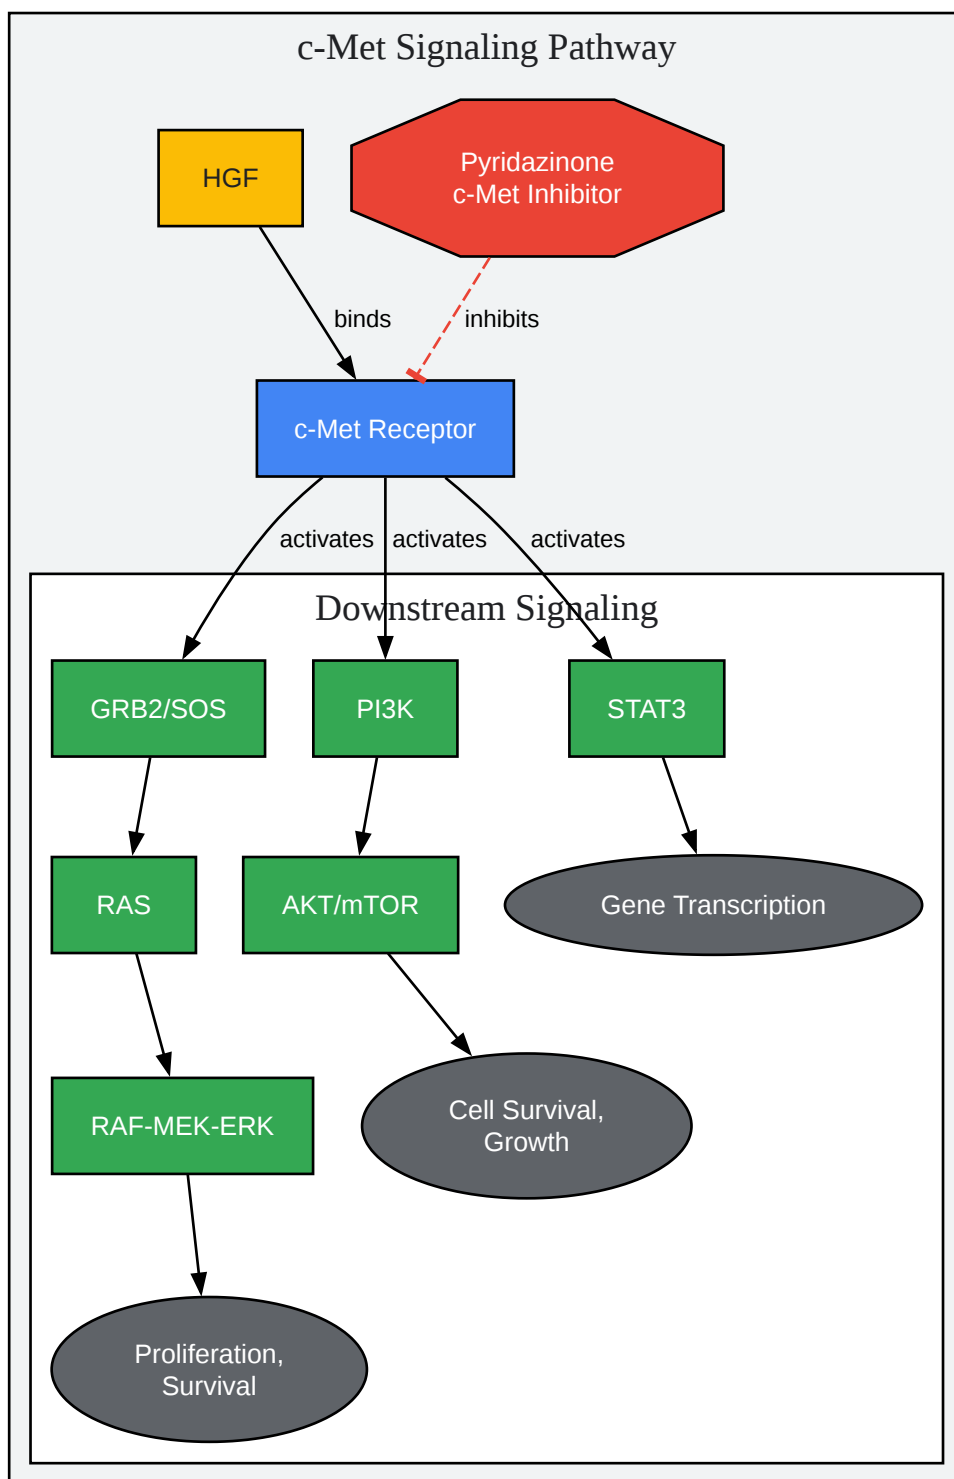 c-Met Signaling Pathway
HGF
Pyridazinone
c-Met Inhibitor
binds
inhibits
c-Met Receptor
activates
activates
activates
Downstream Signaling
GRB2/SOS
PI3K
STAT3
RAS
AKT/mTOR
Gene Transcription
RAF-MEK-ERK
Cell Survival,
Growth
Proliferation,
Survival